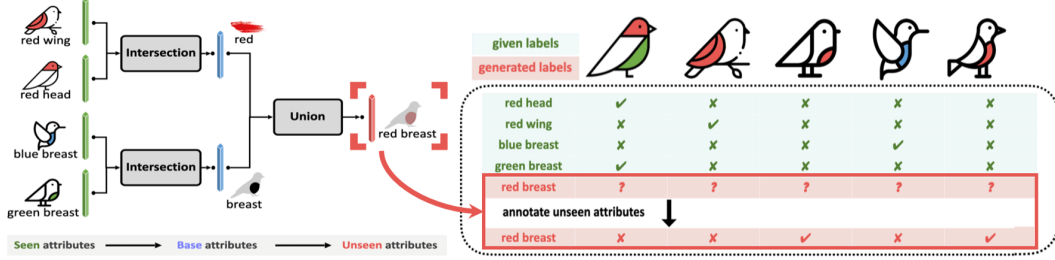 red wing
red head
Intersection
red
blue breast
green breast
Intersection
breast
Union
red breast
Seen attributes
Base attributes
Unseen attributes
given labels
generated labels
red head ✓ ✗ ✗ ✗ ✗
red wing ✗ ✓ ✗ ✗ ✗
blue breast ✗ ✗ ✗ ✓ ✗
green breast ✓ ✗ ✗ ✗ ✗
red breast ? ? ? ? ?
annotate unseen attributes
red breast ✗ ✗ ✓ ✗ ✓